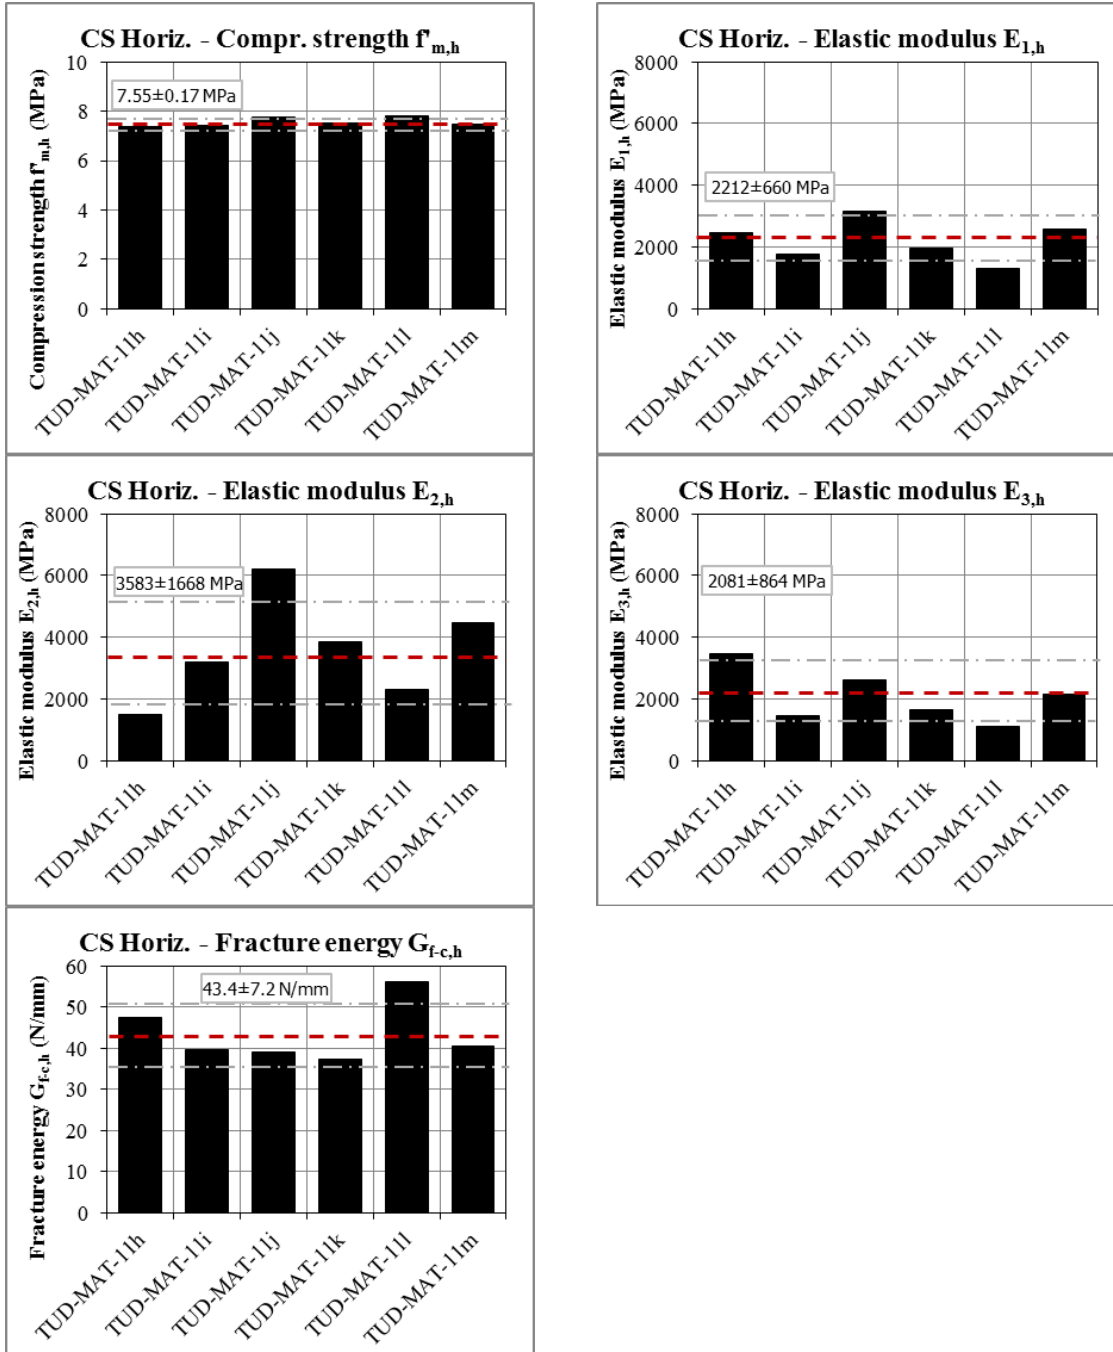 CS Horiz. - Compr. strength f'm,h
Compression strength f'm,h (MPa)
10
8
6
4
2
0
7.55±0.17 MPa
TUD-MAT-11h
TUD-MAT-11i
TUD-MAT-11j
TUD-MAT-11k
TUD-MAT-11l
TUD-MAT-11m
CS Horiz. - Elastic modulus E1,h
Elastic modulus E1,h (MPa)
8000
6000
4000
2000
0
2212±660 MPa
TUD-MAT-11h
TUD-MAT-11i
TUD-MAT-11j
TUD-MAT-11k
TUD-MAT-11l
TUD-MAT-11m
CS Horiz. - Elastic modulus E2,h
Elastic modulus E2,h (MPa)
8000
6000
4000
2000
0
3583±1668 MPa
TUD-MAT-11h
TUD-MAT-11i
TUD-MAT-11j
TUD-MAT-11k
TUD-MAT-11l
TUD-MAT-11m
CS Horiz. - Elastic modulus E3,h
Elastic modulus E3,h (MPa)
8000
6000
4000
2000
0
2081±864 MPa
TUD-MAT-11h
TUD-MAT-11i
TUD-MAT-11j
TUD-MAT-11k
TUD-MAT-11l
TUD-MAT-11m
CS Horiz. - Fracture energy Gf-c,h
Fracture energy Gf-c,h (N/mm)
60
50
40
30
20
10
0
43.4±7.2 N/mm
TUD-MAT-11h
TUD-MAT-11i
TUD-MAT-11j
TUD-MAT-11k
TUD-MAT-11l
TUD-MAT-11m